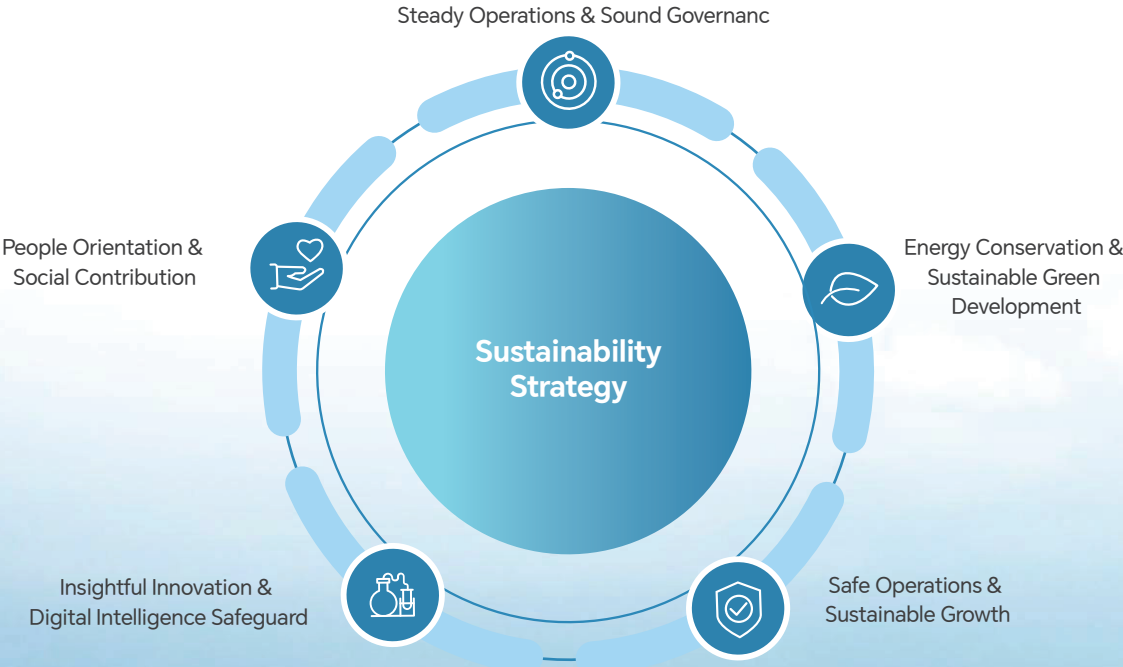 Steady Operations & Sound Governanc
People Orientation &
Social Contribution
Energy Conservation &
Sustainable Green
Development
Sustainability
Strategy
Insightful Innovation &
Digital Intelligence Safeguard
Safe Operations &
Sustainable Growth